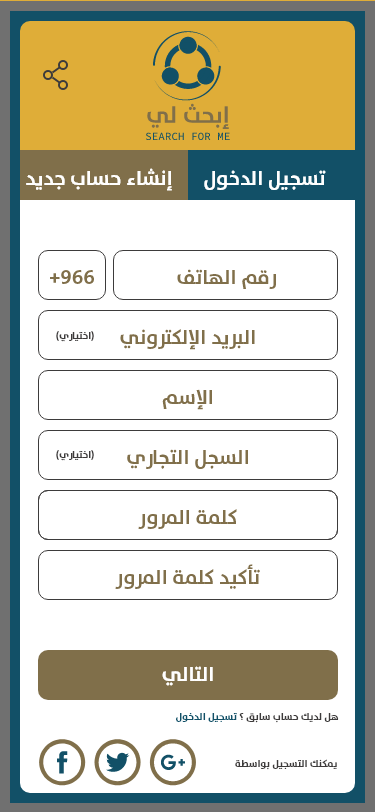 إبحث لي
SEARCH FOR ME
تسجيل الدخول
إنشاء حساب جديد
رقم الهاتف
+966
البريد الإلكتروني (اختياري)
الإسم
السجل التجاري (اختياري)
كلمة المرور
تأكيد كلمة المرور
التالي
هل لديك حساب سابق ؟ تسجيل الدخول
يمكنك التسجيل بواسطة
G+
f